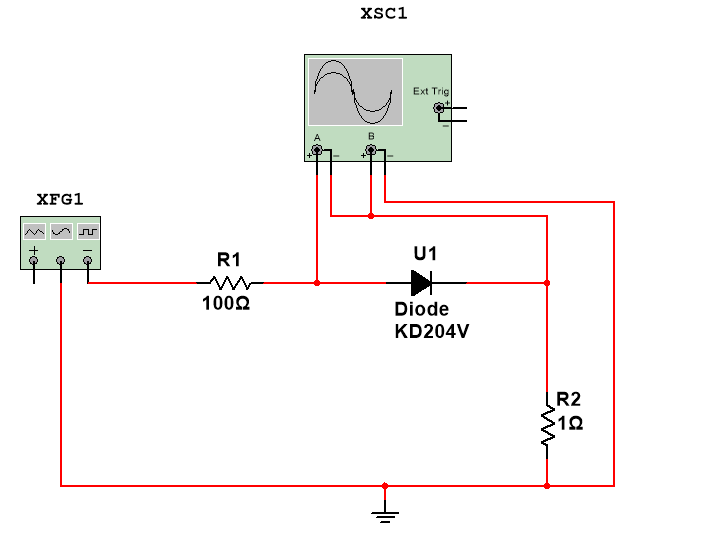 XSC1
Ext Trig
+
−
A
B
+
−
+
−
XFG1
+
−
R1
100Ω
U1
Diode
KD204V
R2
1Ω